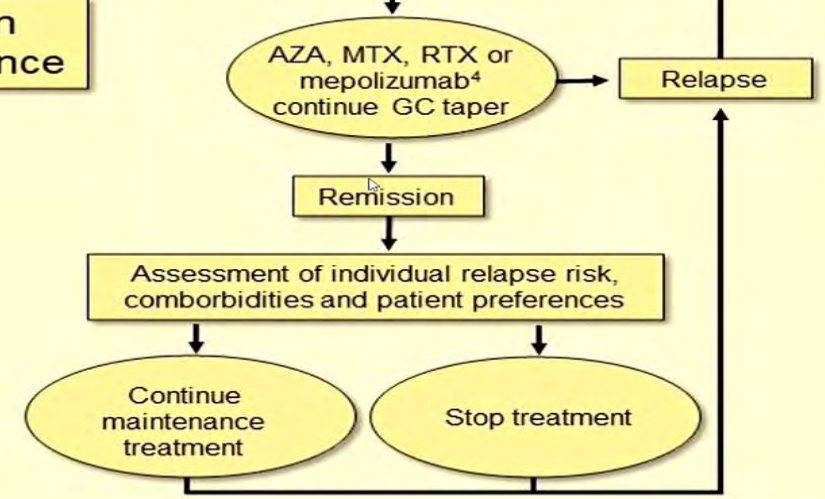 n
nce
AZA, MTX, RTX or
mepolizumab⁴
continue GC taper
Relapse
Remission
Assessment of individual relapse risk,
comborbidities and patient preferences
Continue
maintenance
treatment
Stop treatment